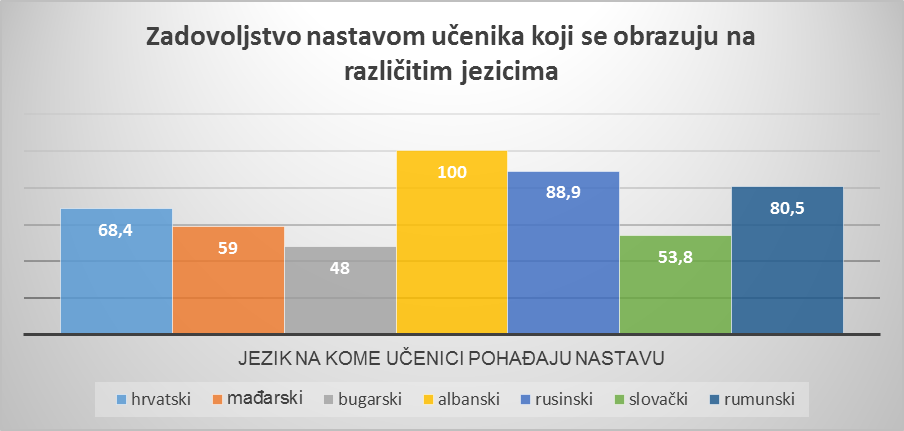 Zadovoljstvo nastavom učenika koji se obrazuju na
različitim jezicima
68,4
59
48
100
88,9
53,8
80,5
JEZIK NA KOME UČENICI POHAĐAJU NASTAVU
hrvatski mađarski bugarski albanski rusinski slovački rumunski